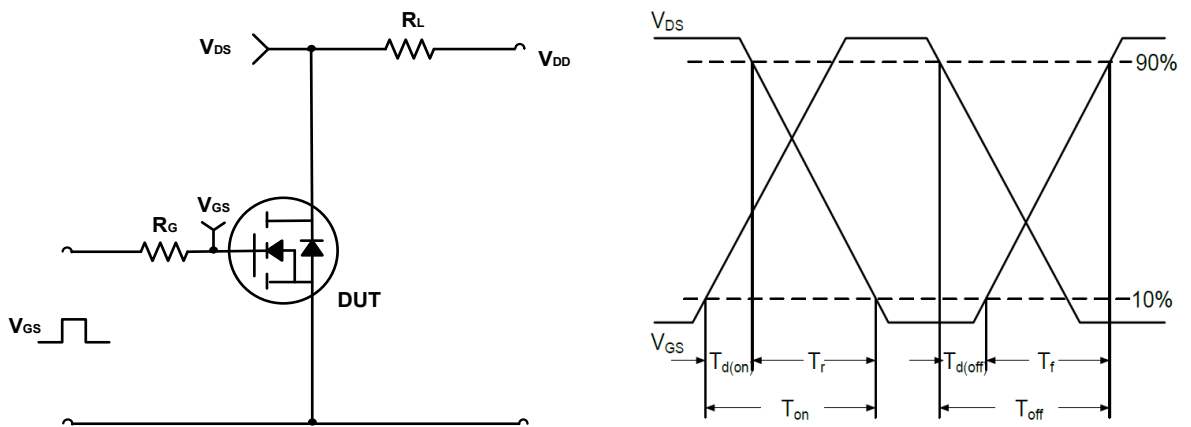 RL
VDS
VDD
VGS
RG
DUT
VGS
VDS
90%
10%
VGS
Td(on)
Tr
Td(off)
Tf
Ton
Toff